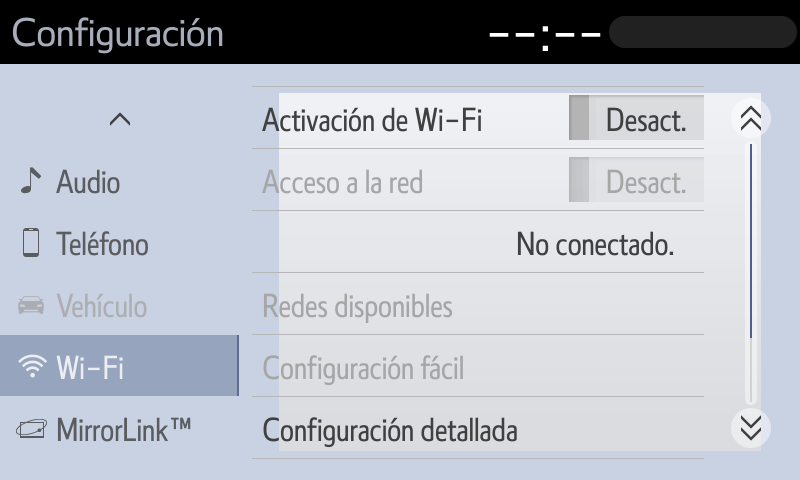 Configuración
--:--
Activación de Wi-Fi Desact.
Audio
Acceso a la red Desact.
Teléfono
No conectado.
Vehículo
Redes disponibles
Wi-Fi
Configuración fácil
MirrorLink™
Configuración detallada